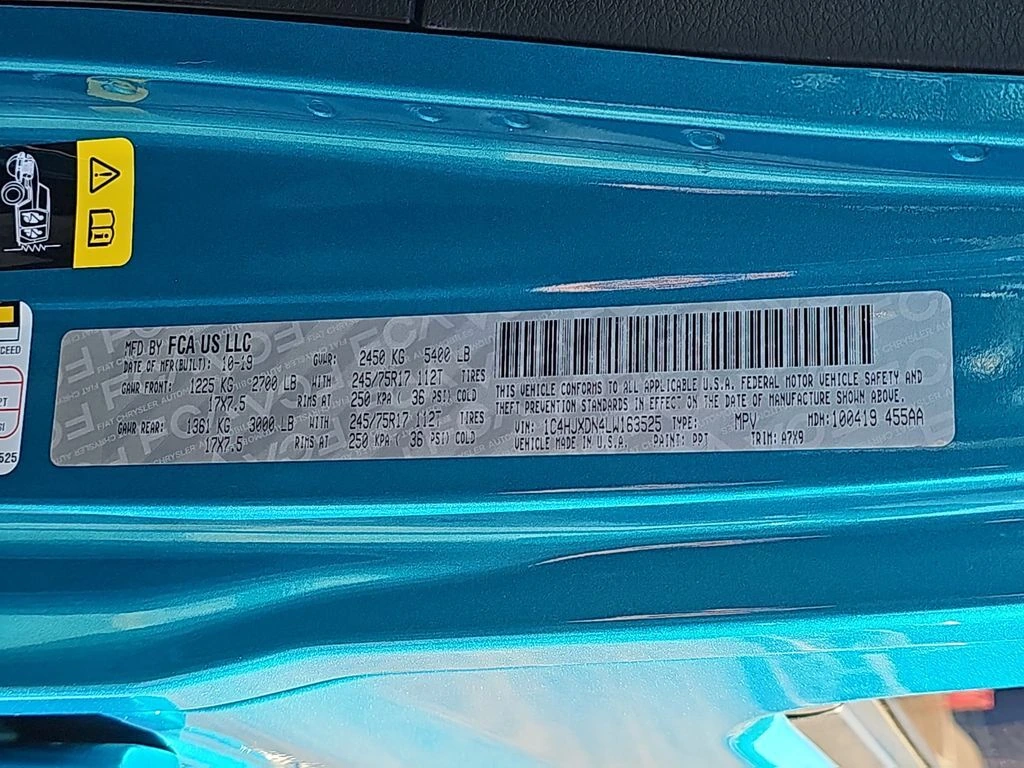 MFD BY FCA US LLC
DATE OF MFR(BUILT): 10-19 GVWR: 2450 KG 5400 LB
GAWR FRONT: 1225 KG 2700 LB WITH 245/75R17 112T TIRES
17X7.5 RIMS AT 250 KPA ( 36 PSI) COLD
GAWR REAR: 1361 KG 3000 LB WITH 245/75R17 112T TIRES
17X7.5 RIMS AT 250 KPA ( 36 PSI) COLD
THIS VEHICLE CONFORMS TO ALL APPLICABLE U.S.A. FEDERAL MOTOR VEHICLE SAFETY AND
THEFT PREVENTION STANDARDS IN EFFECT ON THE DATE OF MANUFACTURE SHOWN ABOVE.
VIN: 1C4HJXDN4LW163525 TYPE: MPV MDH: 100419 455AA
VEHICLE MADE IN U.S.A. PAINT: PPT TRIM: A7X9
525